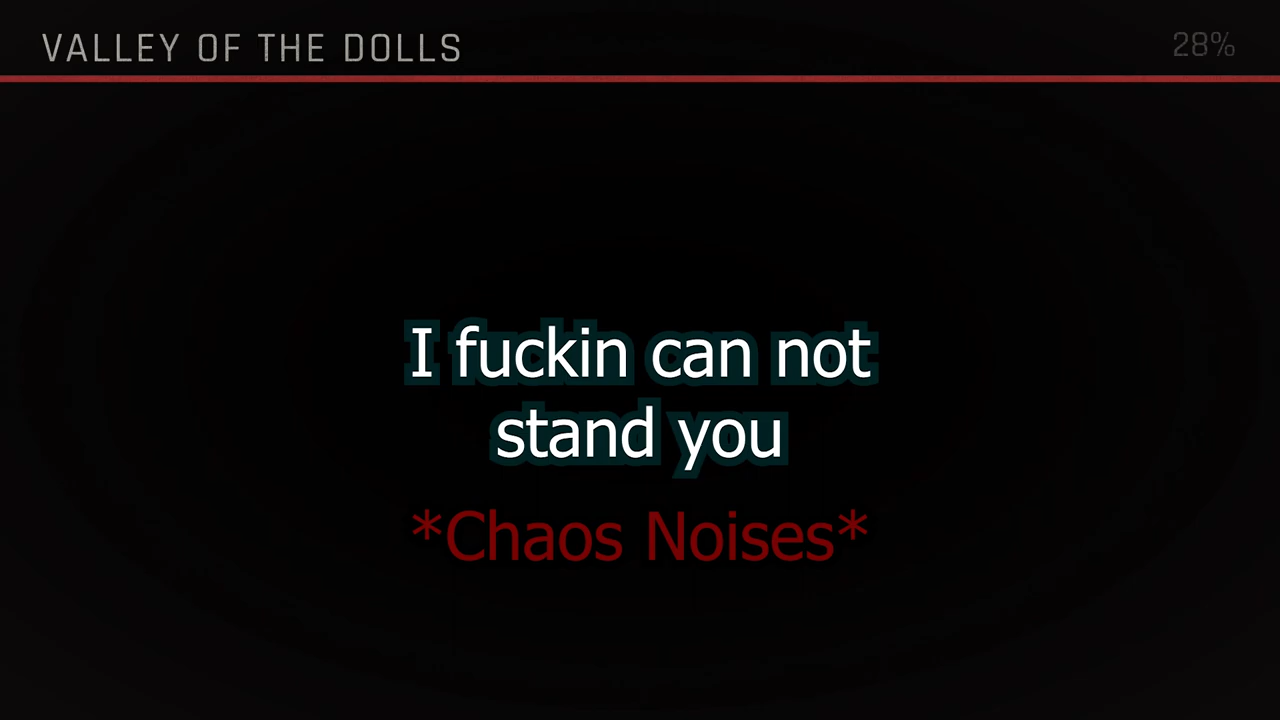 VALLEY OF THE DOLLS
28%
I fuckin can not
stand you
*Chaos Noises*